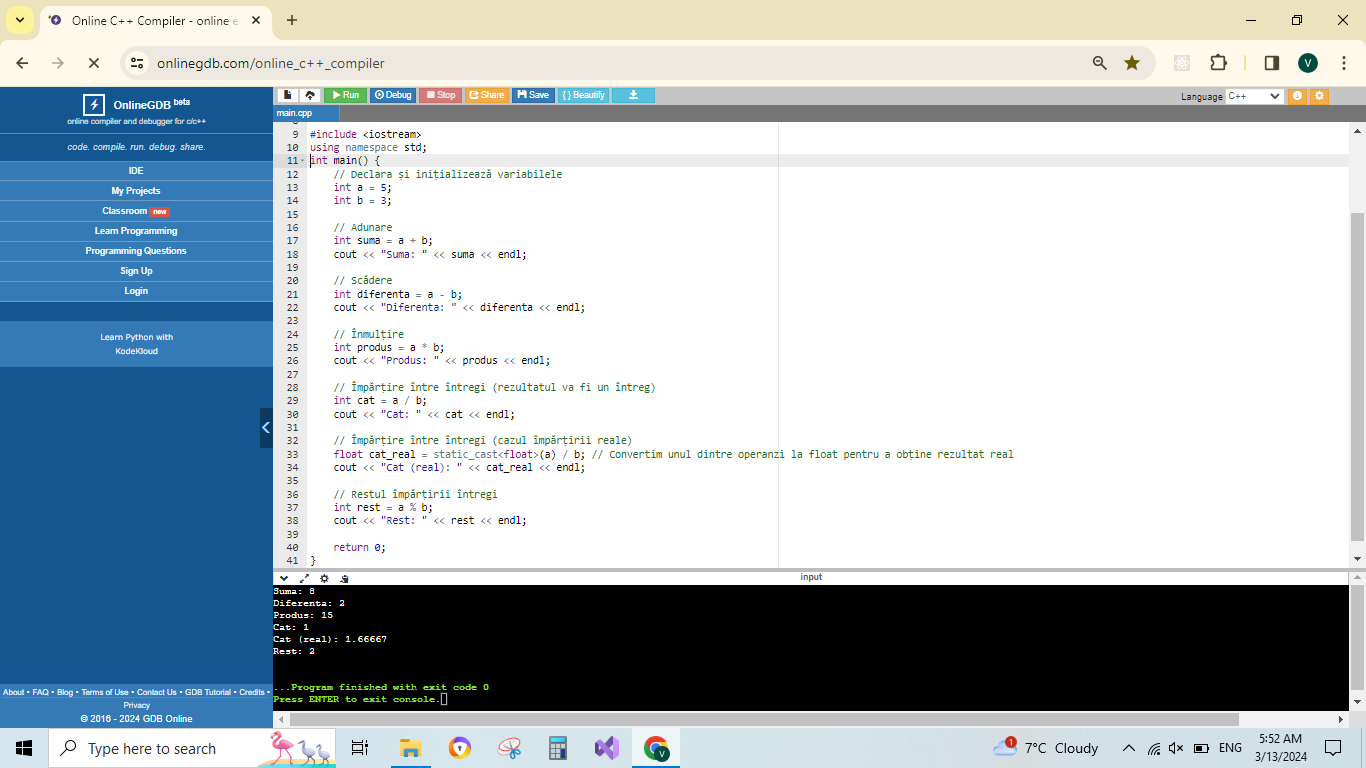 Online C++ Compiler - online e
onlinegdb.com/online_c++_compiler
V
OnlineGDB beta
online compiler and debugger for c/c++
code. compile. run. debug. share.
IDE
My Projects
Classroom new
Learn Programming
Programming Questions
Sign Up
Login
Learn Python with
KodeKloud
About • FAQ • Blog • Terms of Use • Contact Us • GDB Tutorial • Credits •
Privacy
© 2016 - 2024 GDB Online
Run Debug Stop Share Save { } Beautify
Language C++
main.cpp
9 #include <iostream>
10 using namespace std;
11 int main() {
12 // Declara și inițializează variabilele
13 int a = 5;
14 int b = 3;
15
16 // Adunare
17 int suma = a + b;
18 cout << "Suma: " << suma << endl;
19
20 // Scădere
21 int diferenta = a - b;
22 cout << "Diferenta: " << diferenta << endl;
23
24 // Înmulțire
25 int produs = a * b;
26 cout << "Produs: " << produs << endl;
27
28 // Împărțire între întregi (rezultatul va fi un întreg)
29 int cat = a / b;
30 cout << "Cat: " << cat << endl;
31
32 // Împărțire între întregi (cazul împărțirii reale)
33 float cat_real = static_cast<float>(a) / b; // Convertim unul dintre operanzi la float pentru a obține rezultat real
34 cout << "Cat (real): " << cat_real << endl;
35
36 // Restul împărțirii întregi
37 int rest = a % b;
38 cout << "Rest: " << rest << endl;
39
40 return 0;
41 }
input
Suma: 8
Diferenta: 2
Produs: 15
Cat: 1
Cat (real): 1.66667
Rest: 2
...Program finished with exit code 0
Press ENTER to exit console.
Type here to search
V
1
7°C Cloudy
ENG
5:52 AM
3/13/2024